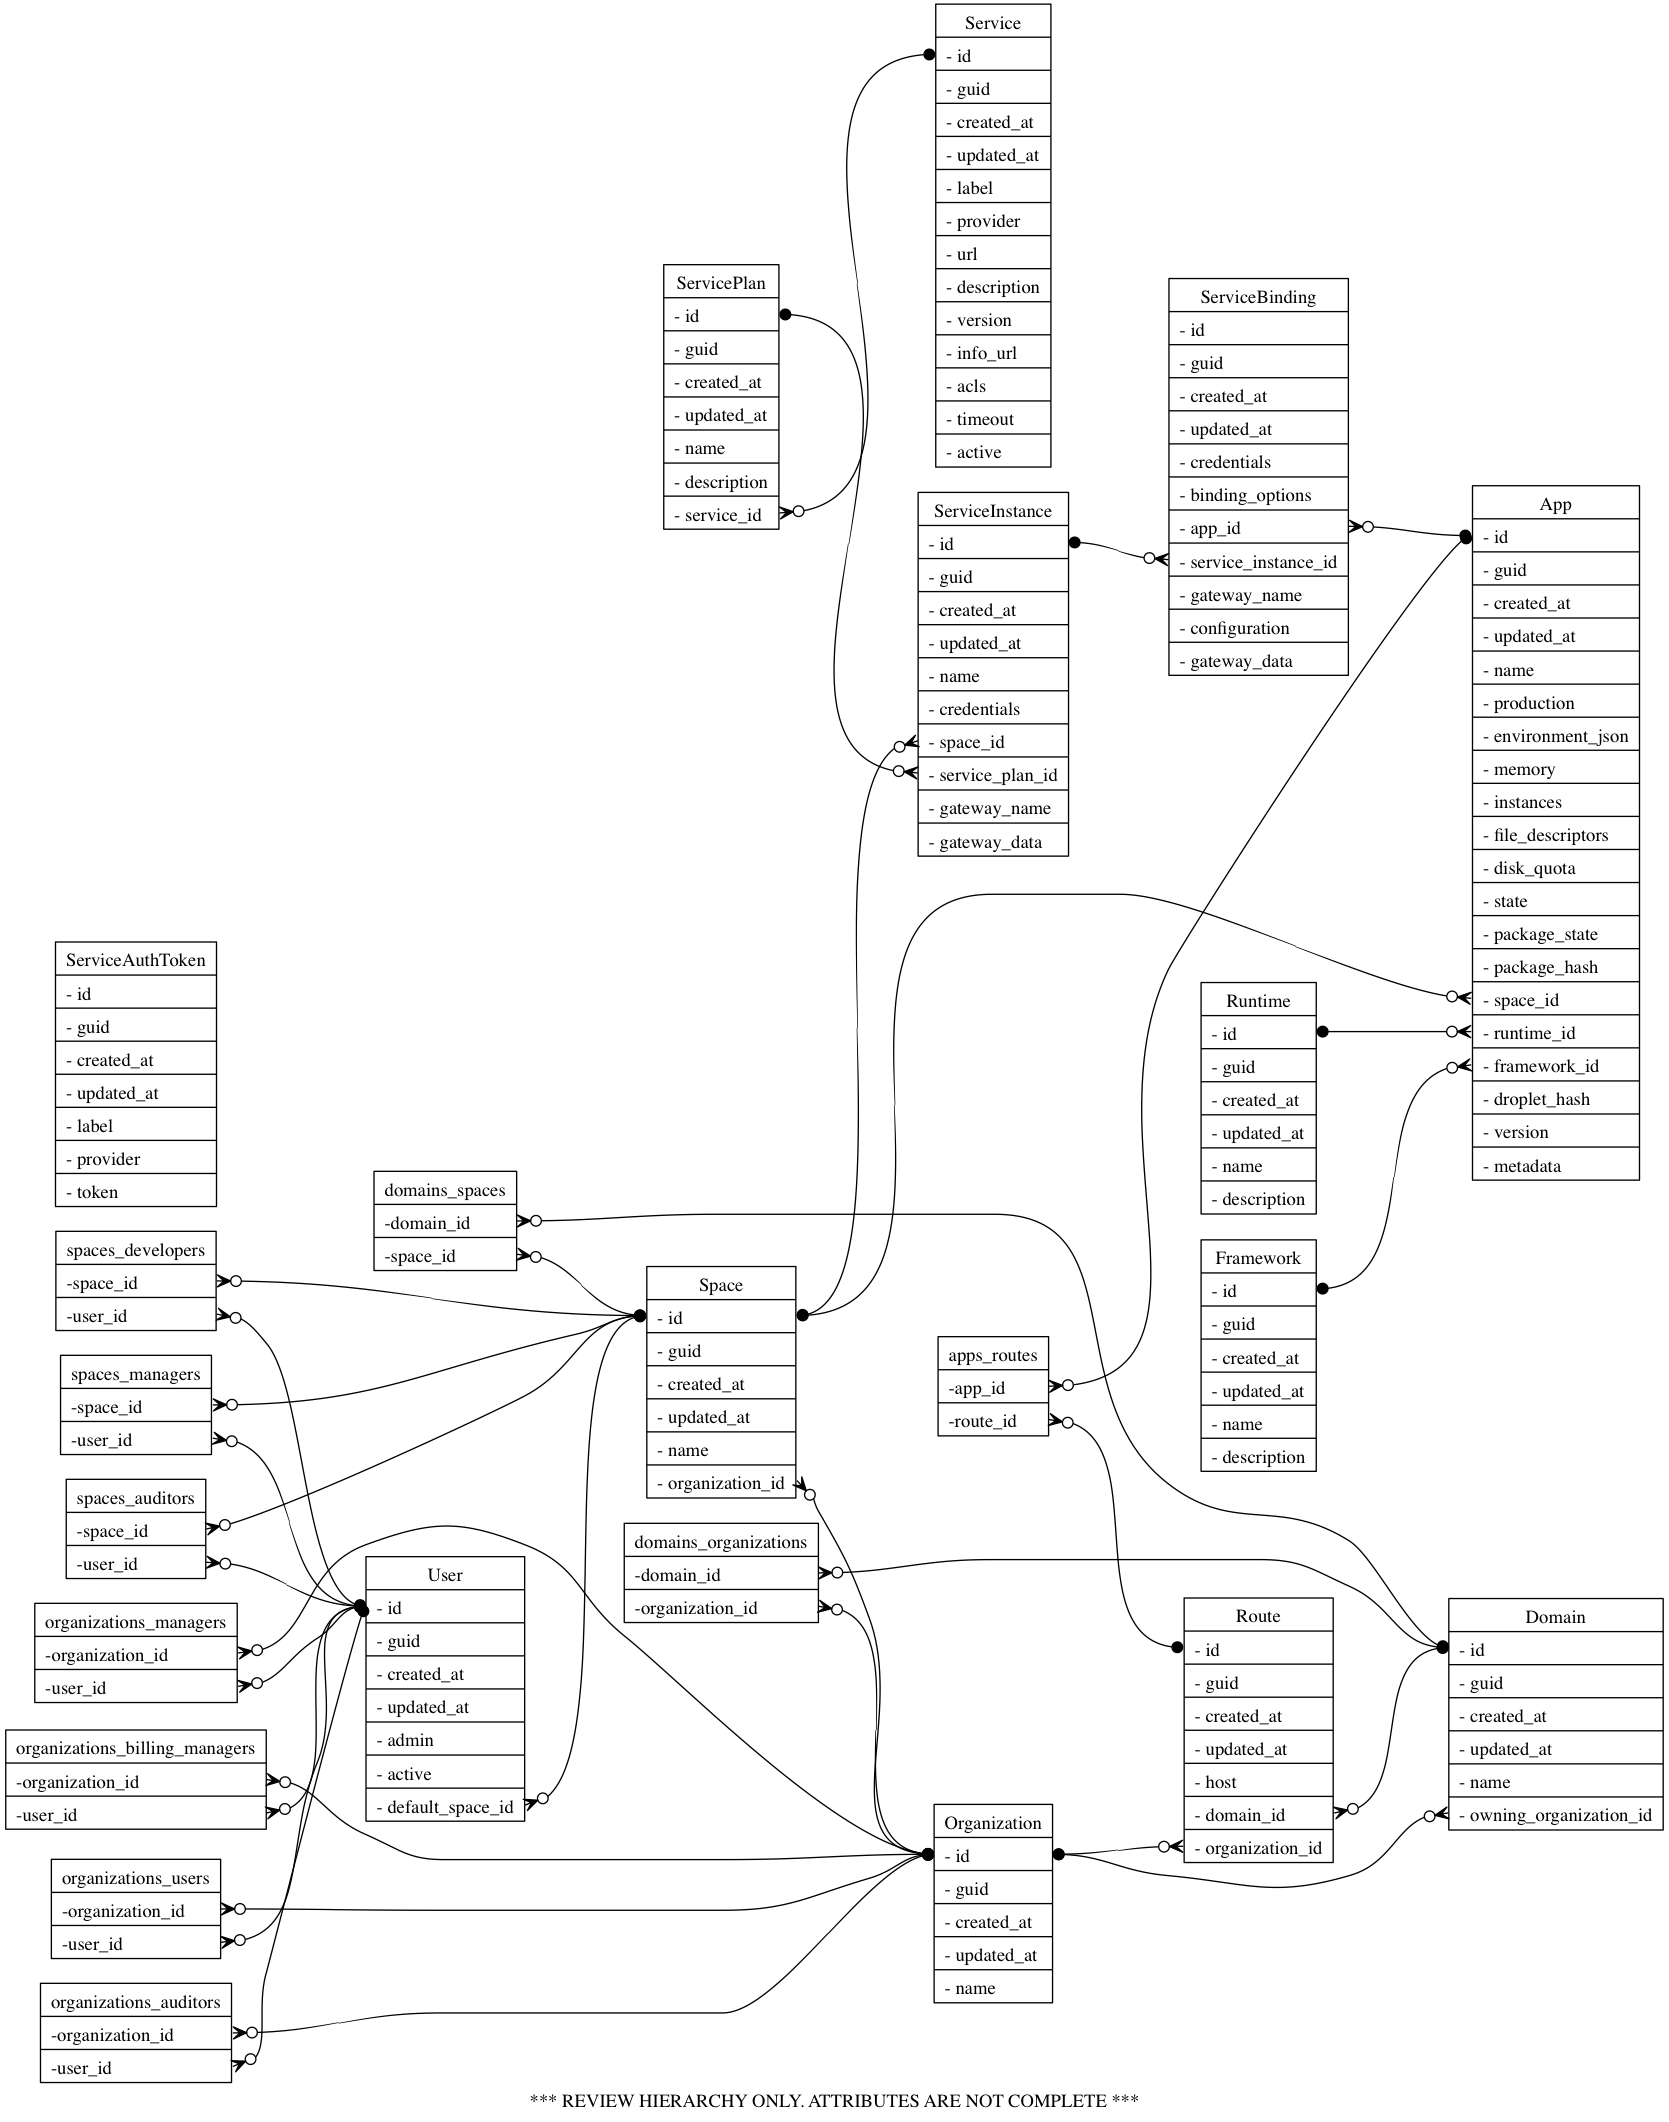 Service
- id
- guid
- created_at
- updated_at
- label
- provider
- url
- description
- version
- info_url
- acls
- timeout
- active
ServicePlan
- id
- guid
- created_at
- updated_at
- name
- description
- service_id
ServiceBinding
- id
- guid
- created_at
- updated_at
- credentials
- binding_options
- app_id
- service_instance_id
- gateway_name
- configuration
- gateway_data
ServiceInstance
- id
- guid
- created_at
- updated_at
- name
- credentials
- space_id
- service_plan_id
- gateway_name
- gateway_data
App
- id
- guid
- created_at
- updated_at
- name
- production
- environment_json
- memory
- instances
- file_descriptors
- disk_quota
- state
- package_state
- package_hash
- space_id
- runtime_id
- framework_id
- droplet_hash
- version
- metadata
ServiceAuthToken
- id
- guid
- created_at
- updated_at
- label
- provider
- token
Runtime
- id
- guid
- created_at
- updated_at
- name
- description
domains_spaces
-domain_id
-space_id
spaces_developers
-space_id
-user_id
Framework
- id
- guid
- created_at
- updated_at
- name
- description
Space
- id
- guid
- created_at
- updated_at
- name
- organization_id
apps_routes
-app_id
-route_id
spaces_managers
-space_id
-user_id
spaces_auditors
-space_id
-user_id
domains_organizations
-domain_id
-organization_id
User
- id
- guid
- created_at
- updated_at
- admin
- active
- default_space_id
organizations_managers
-organization_id
-user_id
Route
- id
- guid
- created_at
- updated_at
- host
- domain_id
- organization_id
Domain
- id
- guid
- created_at
- updated_at
- name
- owning_organization_id
organizations_billing_managers
-organization_id
-user_id
Organization
- id
- guid
- created_at
- updated_at
- name
organizations_users
-organization_id
-user_id
organizations_auditors
-organization_id
-user_id
*** REVIEW HIERARCHY ONLY. ATTRIBUTES ARE NOT COMPLETE ***